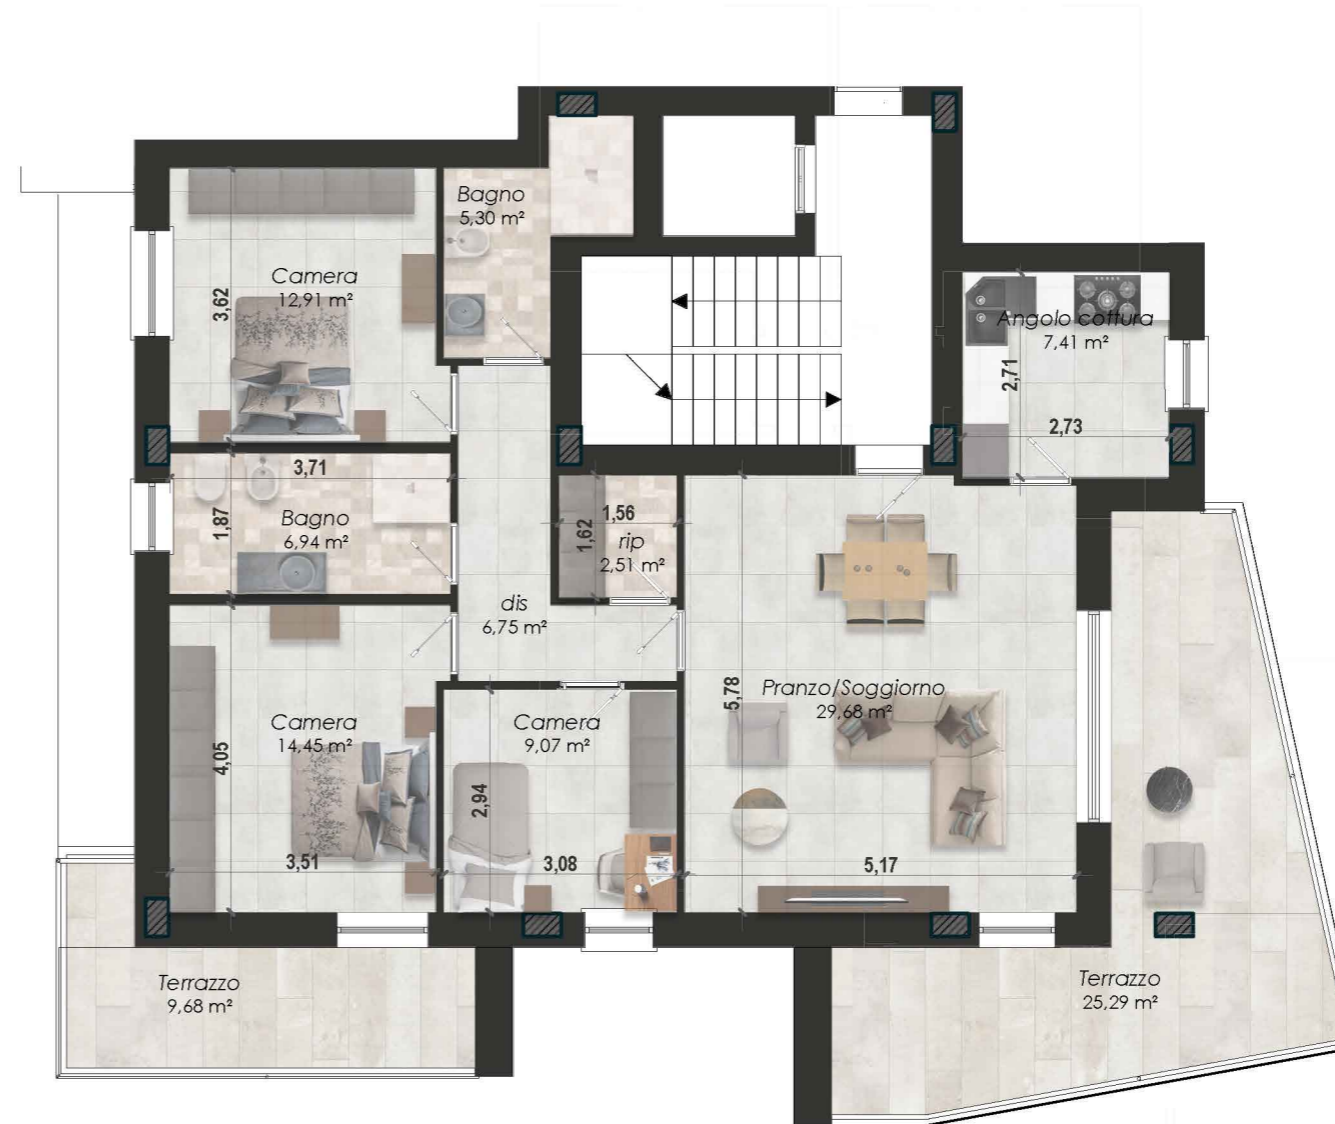 Bagno
5,30 m²
Camera
12,91 m²
3,62
Angolo cottura
7,41 m²
2,71
2,73
3,71
Bagno
6,94 m²
1,87
1,56
1,62
rip
2,51 m²
dis
6,75 m²
Pranzo/Soggiorno
29,68 m²
5,78
5,17
Camera
14,45 m²
4,05
3,51
Camera
9,07 m²
2,94
3,08
Terrazzo
9,68 m²
Terrazzo
25,29 m²